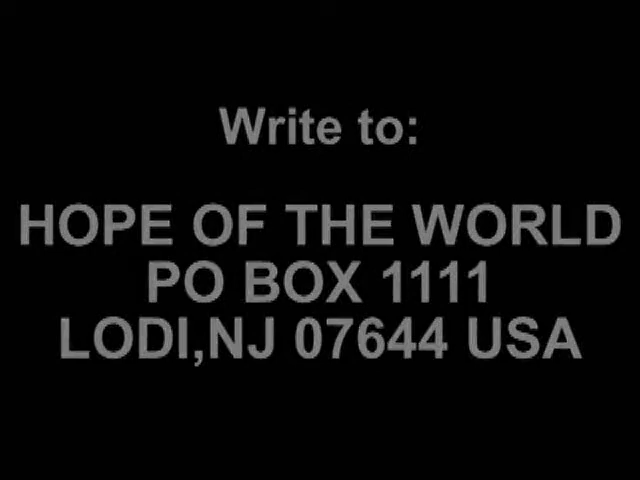 Write to:
HOPE OF THE WORLD
PO BOX 1111
LODI,NJ 07644 USA